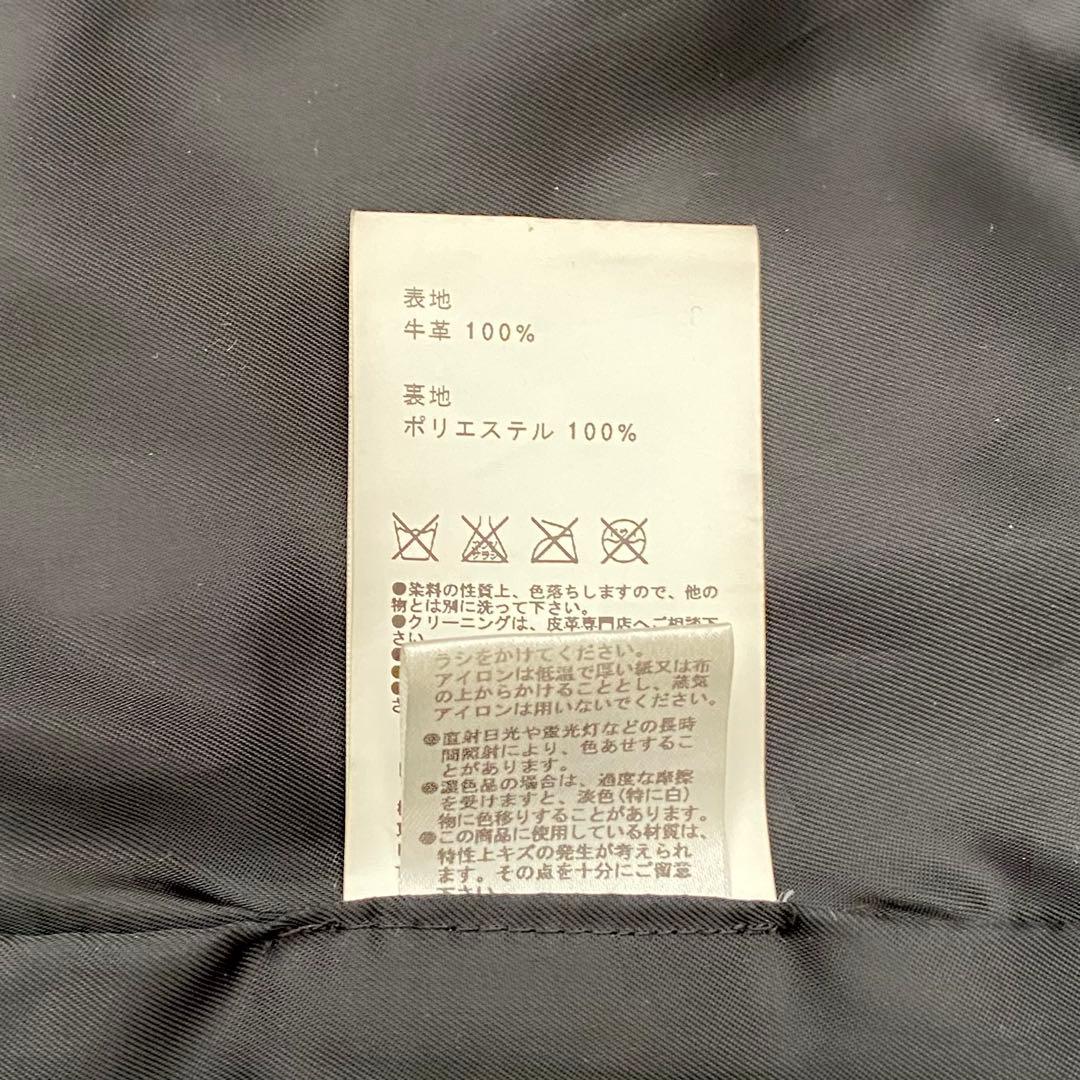 表地
牛革 100%
裏地
ポリエステル 100%
エンソ
サラシ
●染料の性質上、色落ちしますので、他の
物とは別に洗って下さい。
●クリーニングは、皮革専門店へご相談下
さい
ラシをかけてください。
アイロンは低温で厚い紙又は布
の上からかけることとし、蒸気
アイロンは用いないでください。
●直射日光や蛍光灯などの長時
間照射により、色あせするこ
とがあります。
●濃色品の場合は、過度な摩擦
を受けますと、淡色(特に白)
物に色移りすることがあります。
●この商品に使用している材質は、
特性上キズの発生が考えられ
ます。その点を十分にご留意
下さい